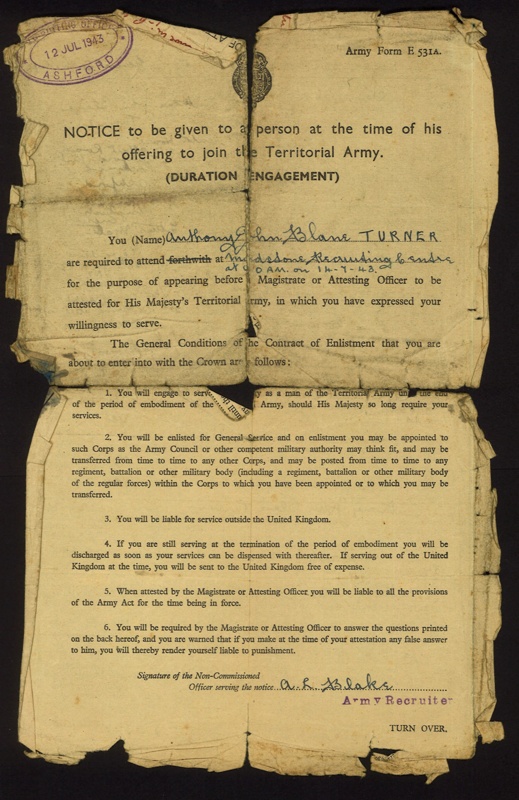 RECRUITING OFFICE
12 JUL 1943
ASHFORD
Army Form E 531A.
NOTICE to be given to a person at the time of his
offering to join the Territorial Army.
(DURATION ENGAGEMENT)
You (Name) Anthony John Blane TURNER
are required to attend forthwith at Maidstone Recruiting Centre
at AM. on 14-7-43.
for the purpose of appearing before Magistrate or Attesting Officer to be
attested for His Majesty's Territorial Army, in which you have expressed your
willingness to serve.
The General Conditions of the Contract of Enlistment that you are
about to enter into with the Crown are follows:
1. You will engage to serve as a man of the Territorial Army until the end
of the period of embodiment of the Army, should His Majesty so long require your
services.
2. You will be enlisted for General Service and on enlistment you may be appointed to
such Corps as the Army Council or other competent military authority may think fit, and may be
transferred from time to time to any other Corps, and may be posted from time to time to any
regiment, battalion or other military body (including a regiment, battalion or other military body
of the regular forces) within the Corps to which you have been appointed or to which you may be
transferred.
3. You will be liable for service outside the United Kingdom.
4. If you are still serving at the termination of the period of embodiment you will be
discharged as soon as your services can be dispensed with thereafter. If serving out of the United
Kingdom at the time, you will be sent to the United Kingdom free of expense.
5. When attested by the Magistrate or Attesting Officer you will be liable to all the provisions
of the Army Act for the time being in force.
6. You will be required by the Magistrate or Attesting Officer to answer the questions printed
on the back hereof, and you are warned that if you make at the time of your attestation any false answer
to him, you will thereby render yourself liable to punishment.
Signature of the Non-Commissioned
Officer serving the notice A. L. Blake
Army Recruiter
TURN OVER.